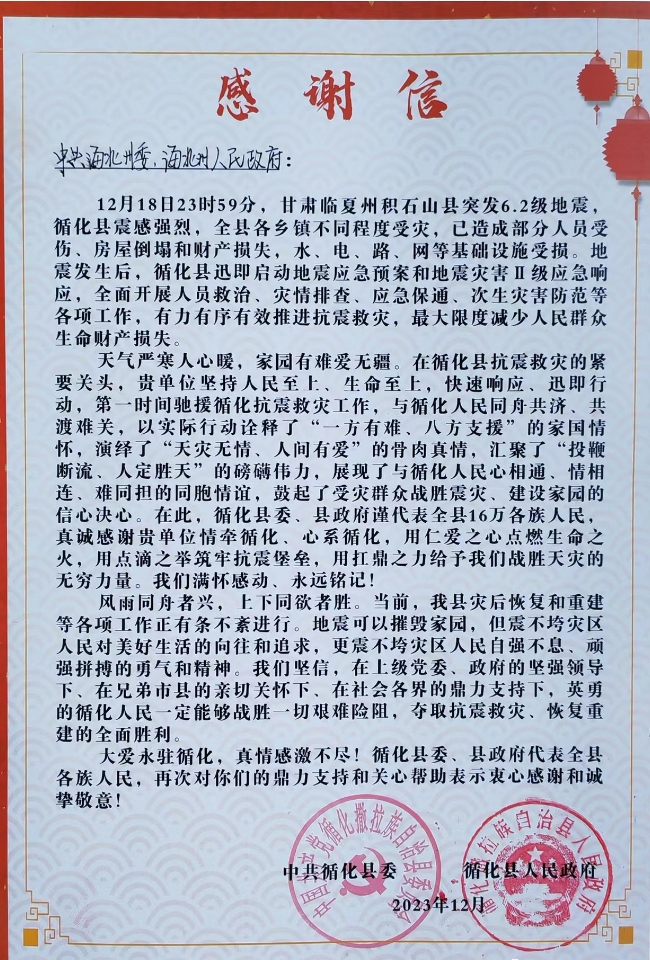 感谢信
中共海北州委、海北州人民政府：
12月18日23时59分，甘肃临夏州积石山县突发6.2级地震，
循化县震感强烈，全县各乡镇不同程度受灾，已造成部分人员受
伤、房屋倒塌和财产损失，水、电、路、网等基础设施受损。地
震发生后，循化县迅即启动地震应急预案和地震灾害Ⅱ级应急响
应，全面开展人员救治、灾情排查、应急保通、次生灾害防范等
各项工作，有力有序有效推进抗震救灾，最大限度减少人民群众
生命财产损失。
天气严寒人心暖，家园有难爱无疆。在循化县抗震救灾的紧
要关头，贵单位坚持人民至上、生命至上，快速响应、迅即行
动，第一时间驰援循化抗震救灾工作，与循化人民同舟共济、共
渡难关，以实际行动诠释了“一方有难、八方支援”的家国情
怀，演绎了“天灾无情、人间有爱”的骨肉真情，汇聚了“投鞭
断流、人定胜天”的磅礴伟力，展现了与循化人民心相通、情相
连、难同担的同胞情谊，鼓起了受灾群众战胜震灾、建设家园的
信心决心。在此，循化县委、县政府谨代表全县16万各族人民，
真诚感谢贵单位情牵循化、心系循化，用仁爱之心点燃生命之
火，用点滴之举筑牢抗震堡垒，用扛鼎之力给予我们战胜天灾的
无穷力量。我们满怀感动、永远铭记！
风雨同舟者兴，上下同欲者胜。当前，我县灾后恢复和重建
等各项工作正有条不紊进行。地震可以摧毁家园，但震不垮灾区
人民对美好生活的向往和追求，更震不垮灾区人民自强不息、顽
强拼搏的勇气和精神。我们坚信，在上级党委、政府的坚强领导
下、在兄弟市县的亲切关怀下、在社会各界的鼎力支持下，英勇
的循化人民一定能够战胜一切艰难险阻，夺取抗震救灾、恢复重
建的全面胜利。
大爱永驻循化，真情感激不尽！循化县委、县政府代表全县
各族人民，再次对你们的鼎力支持和关心帮助表示衷心感谢和诚
挚敬意！
中共循化县委 循化县人民政府
2023年12月
中国共产党循化撒拉族自治县委员会
循化撒拉族自治县人民政府